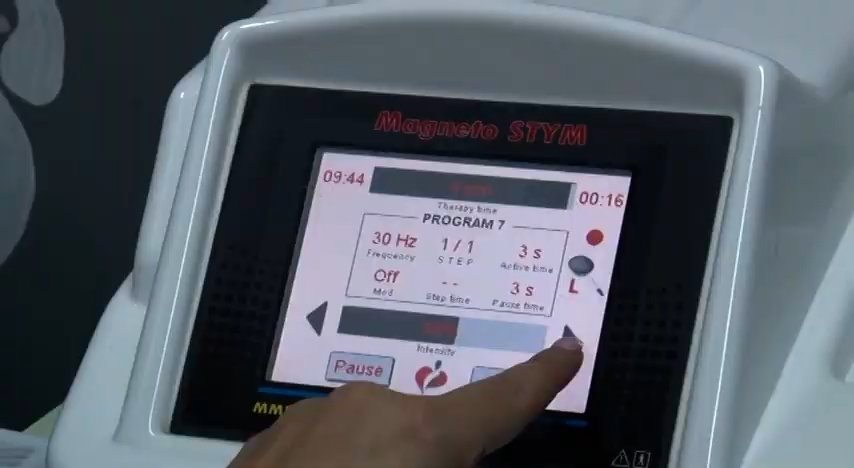 Magneto STYM
09:44
00:16
Therapy time
PROGRAM 7
30 Hz 1 / 1 3 s
Frequency STEP Active time
Off -- 3 s
Mod Step time Pause time
L
Intensity
Pause